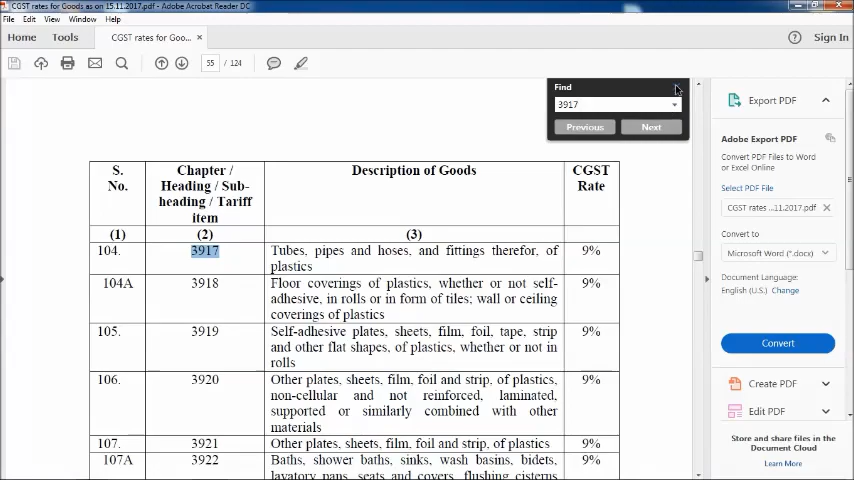 CGST rates for Goods as on 15.11.2017.pdf - Adobe Acrobat Reader DC
File Edit View Window Help
Home Tools CGST rates for Goo... × Sign In
55 / 124
Find
3917
Previous Next
Export PDF
Adobe Export PDF
Convert PDF Files to Word
or Excel Online
Select PDF File
CGST rates ...11.2017.pdf ×
Convert to
Microsoft Word (*.docx)
Document Language:
English (U.S.) Change
Convert
Create PDF
Edit PDF
Store and share files in the
Document Cloud
Learn More
S. No. Chapter / Heading / Sub-heading / Tariff item Description of Goods CGST Rate
(1) (2) (3)
104. 3917 Tubes, pipes and hoses, and fittings therefor, of 9%
plastics
104A 3918 Floor coverings of plastics, whether or not self- 9%
adhesive, in rolls or in form of tiles; wall or ceiling
coverings of plastics
105. 3919 Self-adhesive plates, sheets, film, foil, tape, strip 9%
and other flat shapes, of plastics, whether or not in
rolls
106. 3920 Other plates, sheets, film, foil and strip, of plastics, 9%
non-cellular and not reinforced, laminated,
supported or similarly combined with other
materials
107. 3921 Other plates, sheets, film, foil and strip, of plastics 9%
107A 3922 Baths, shower baths, sinks, wash basins, bidets, 9%
lavatory pans, seats and covers, flushing cisterns